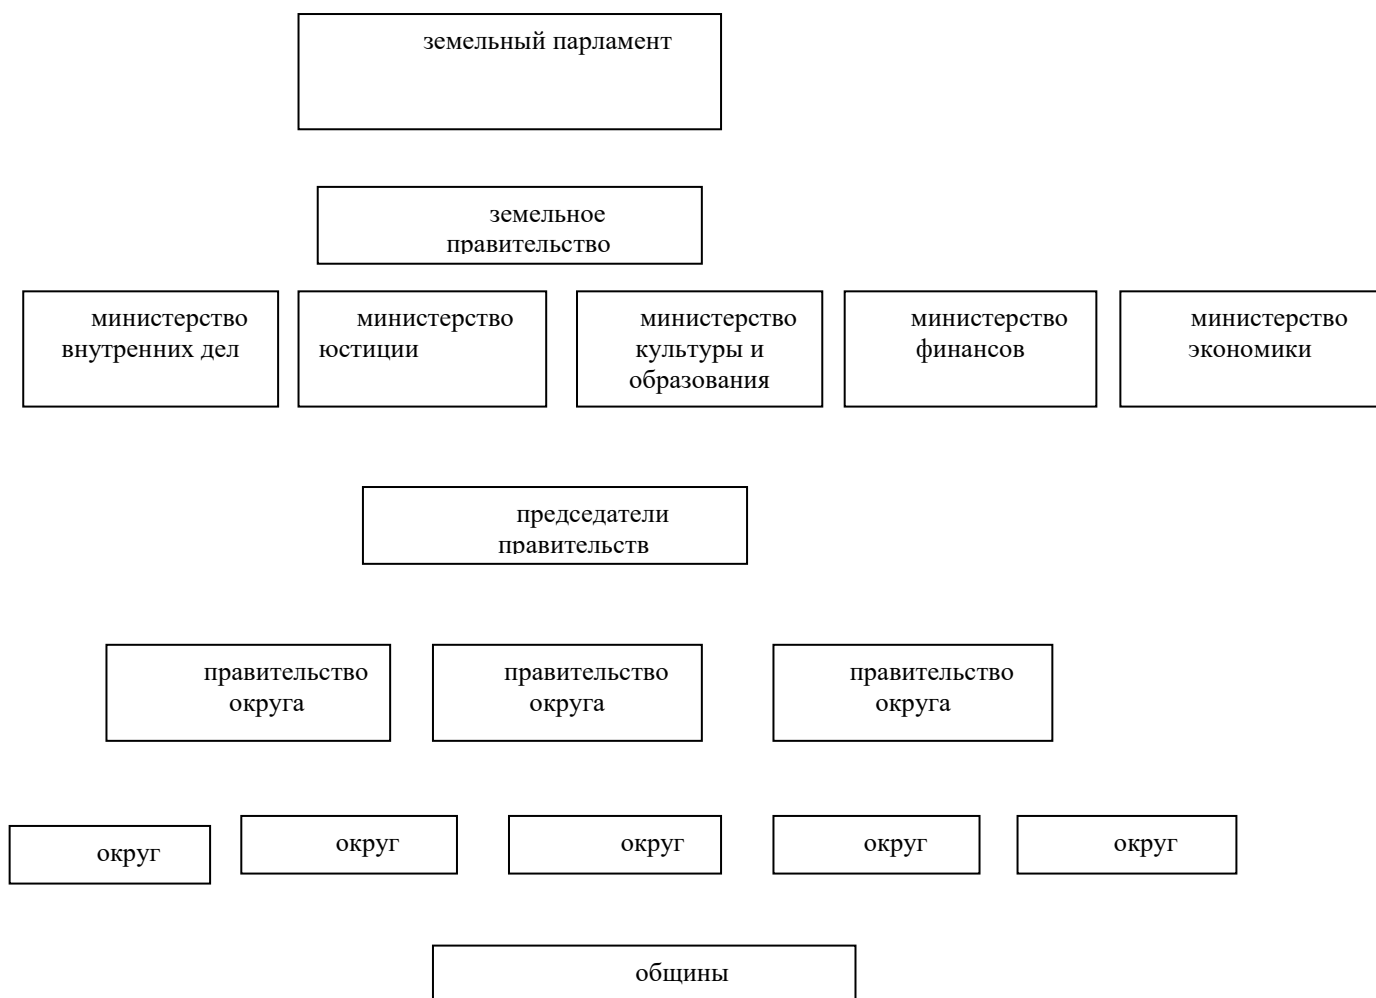 земельный парламент
земельное
правительство
министерство
внутренних дел
министерство
юстиции
министерство
культуры и
образования
министерство
финансов
министерство
экономики
председатели
правительств
правительство
округа
правительство
округа
правительство
округа
округ
округ
округ
округ
округ
общины